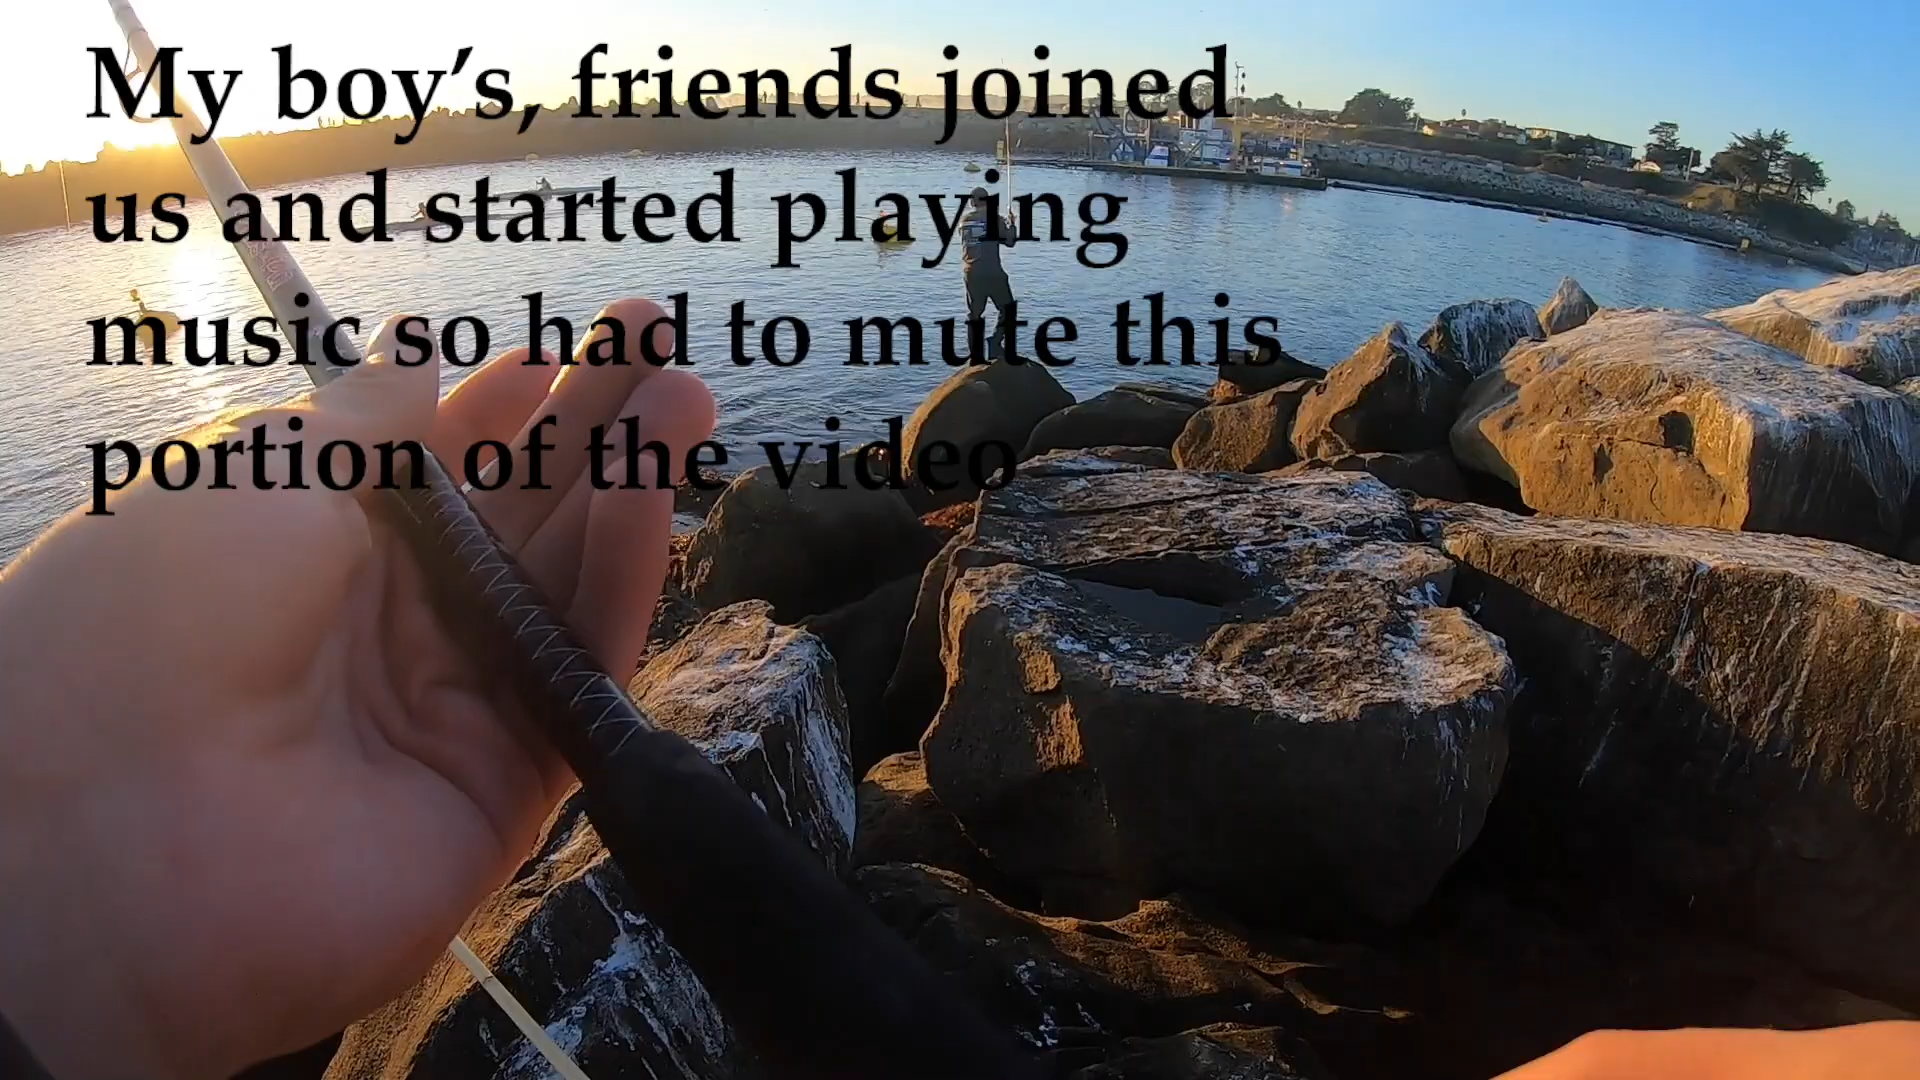 My boy’s, friends joined
us and started playing
music so had to mute this
portion of the video